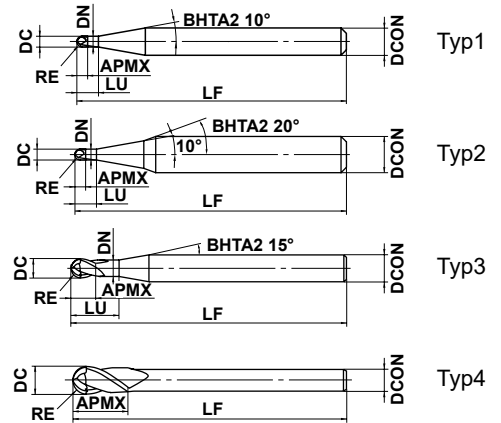 DC
DN
BHTA2 10°
RE
APMX
LU
LF
DCON
Typ1
DC
DN
BHTA2 20°
10°
RE
APMX
LU
LF
DCON
Typ2
DC
DN
BHTA2 15°
RE
APMX
LU
LF
DCON
Typ3
DC
RE
APMX
LF
DCON
Typ4